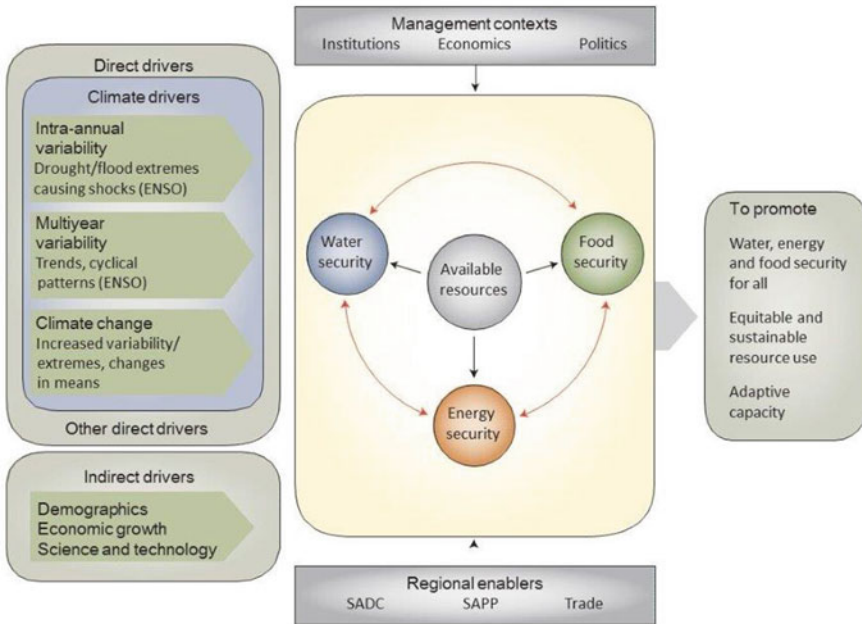 Management contexts
Institutions Economics Politics
Direct drivers
Climate drivers
Intra-annual
variability
Drought/flood extremes
causing shocks (ENSO)
Multiyear
variability
Trends, cyclical
patterns (ENSO)
Climate change
Increased variability/
extremes, changes
in means
Other direct drivers
Indirect drivers
Demographics
Economic growth
Science and technology
Water
security
Available
resources
Food
security
Energy
security
To promote
Water, energy
and food security
for all
Equitable and
sustainable
resource use
Adaptive
capacity
Regional enablers
SADC SAPP Trade